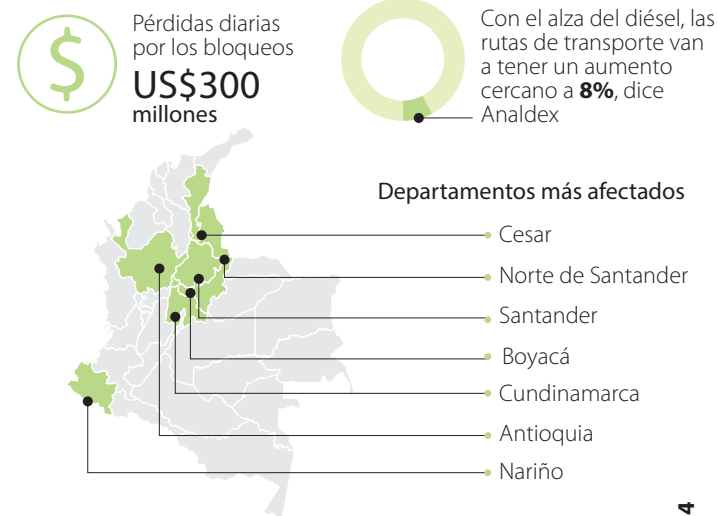 $
Pérdidas diarias
por los bloqueos
US$300
millones
Con el alza del diésel, las
rutas de transporte van
a tener un aumento
cercano a 8%, dice
Analdex
Departamentos más afectados
Cesar
Norte de Santander
Santander
Boyacá
Cundinamarca
Antioquia
Nariño
4